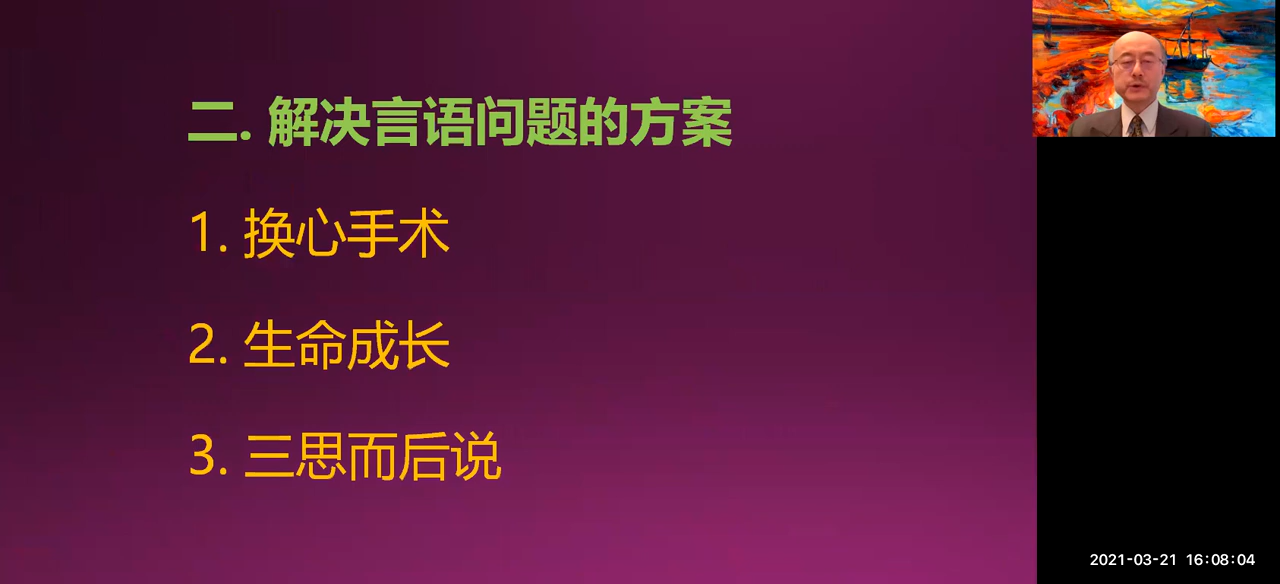 二. 解决言语问题的方案
1. 换心手术
2. 生命成长
3. 三思而后说
2021-03-21 16:08:04